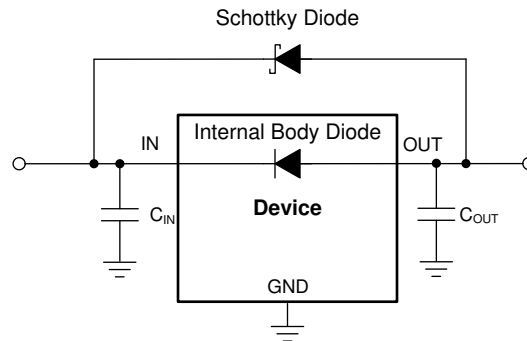 Schottky Diode
Internal Body Diode
IN
OUT
C_IN
Device
C_OUT
GND